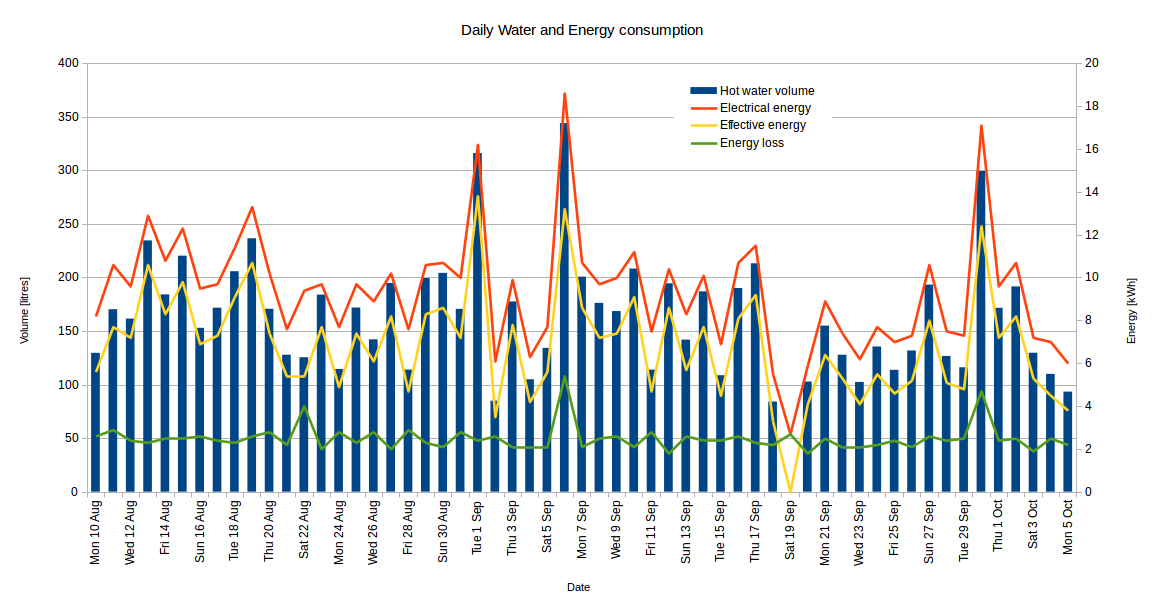 Daily Water and Energy consumption
400
350
300
250
200
150
100
50
0
Volume [litres]
20
18
16
14
12
10
8
6
4
2
0
Energy [kWh]
Hot water volume
Electrical energy
Effective energy
Energy loss
Mon 10 Aug
Wed 12 Aug
Fri 14 Aug
Sun 16 Aug
Tue 18 Aug
Thu 20 Aug
Sat 22 Aug
Mon 24 Aug
Wed 26 Aug
Fri 28 Aug
Sun 30 Aug
Tue 1 Sep
Thu 3 Sep
Sat 5 Sep
Mon 7 Sep
Wed 9 Sep
Fri 11 Sep
Sun 13 Sep
Tue 15 Sep
Thu 17 Sep
Sat 19 Sep
Mon 21 Sep
Wed 23 Sep
Fri 25 Sep
Sun 27 Sep
Tue 29 Sep
Thu 1 Oct
Sat 3 Oct
Mon 5 Oct
Date